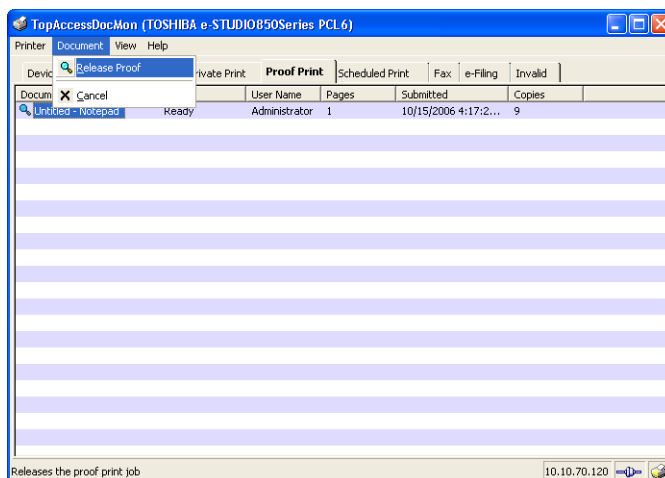 TopAccessDocMon (TOSHIBA e-STUDIO850Series PCL6)
Printer Document View Help
Devic rivate Print Proof Print Scheduled Print Fax e-Filing Invalid
Release Proof
Cancel
Docum User Name Pages Submitted Copies
Untitled - Notepad Ready Administrator 1 10/15/2006 4:17:2... 9
Releases the proof print job 10.10.70.120